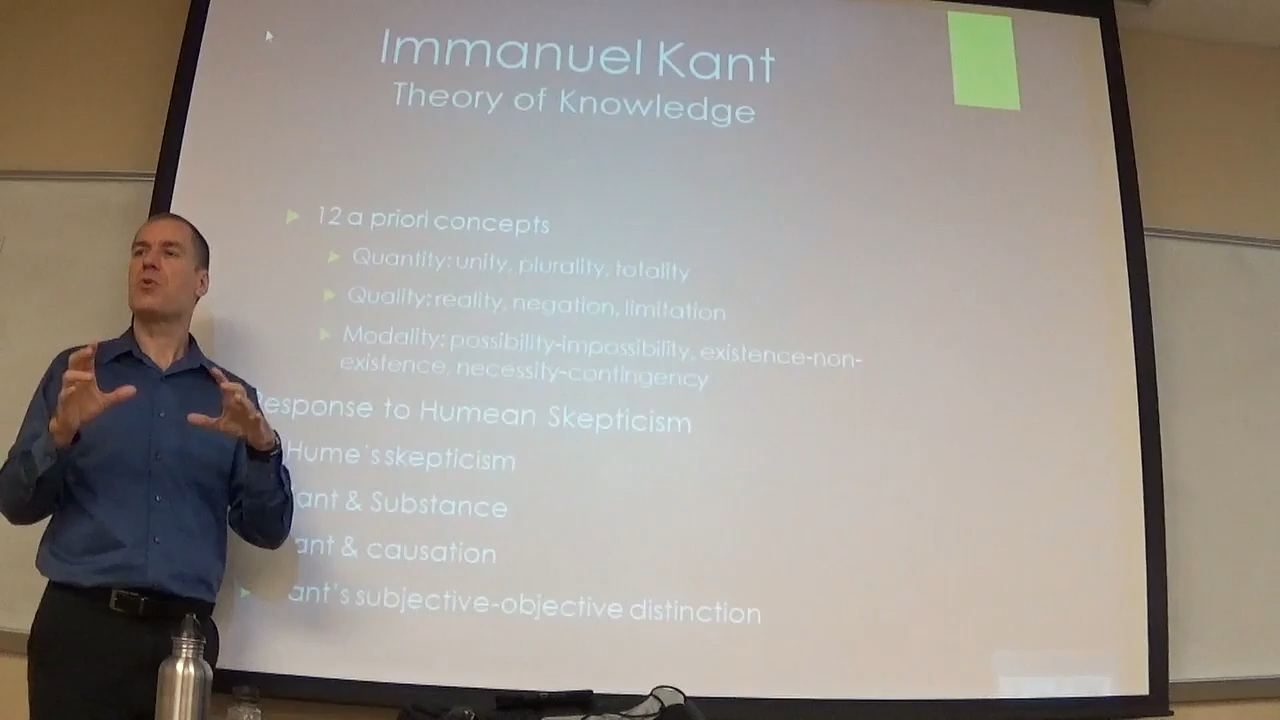 Immanuel Kant
Theory of Knowledge
12 a priori concepts
Quantity: unity, plurality, totality
Quality: reality, negation, limitation
Modality: possibility-impossibility, existence-non-
existence, necessity-contingency
esponse to Humean Skepticism
Hume's skepticism
ant & Substance
ant & causation
ant's subjective-objective distinction